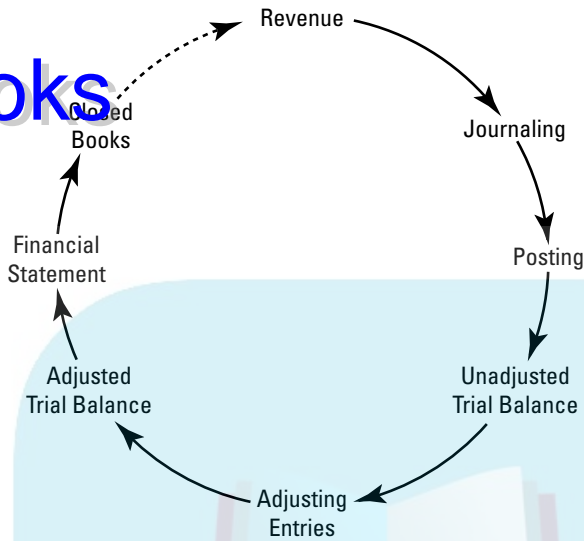 Revenue
oks
Closed
Books
Journaling
Financial
Statement
Posting
Adjusted
Trial Balance
Unadjusted
Trial Balance
Adjusting
Entries